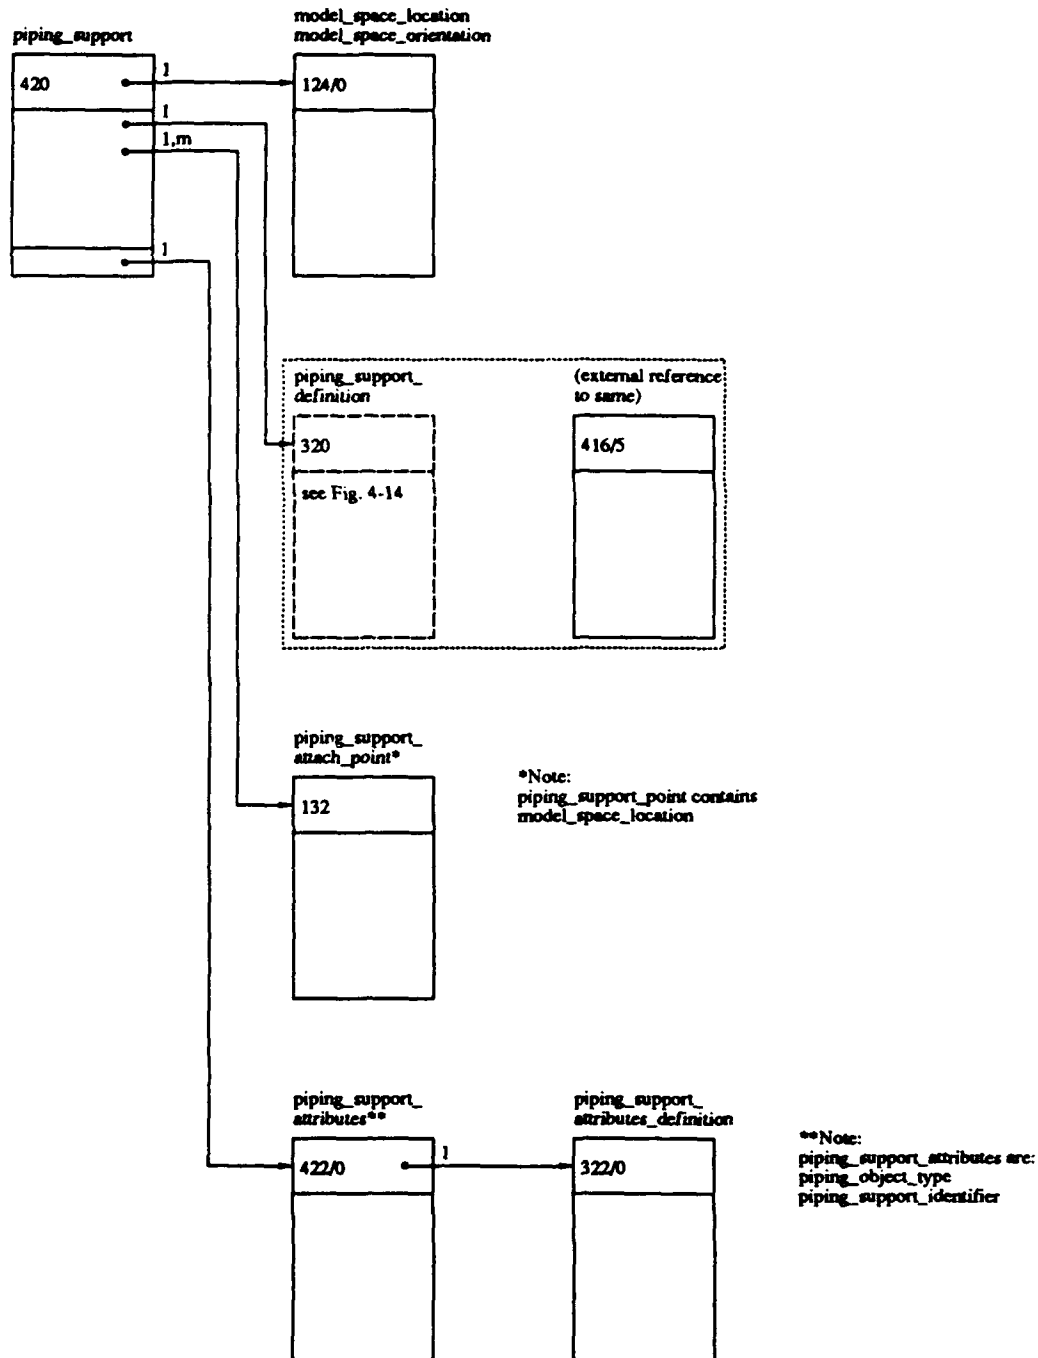 piping_support
model_space_location
model_space_orientation
420
1
124/0
1
1,m
1
piping_support_
definition
(external reference
to same)
320
416/5
see Fig. 4-14
piping_support_
attach_point*
132
*Note:
piping_support_point contains
model_space_location
piping_support_
attributes**
piping_support_
attributes_definition
422/0
1
322/0
**Note:
piping_support_attributes are:
piping_object_type
piping_support_identifier